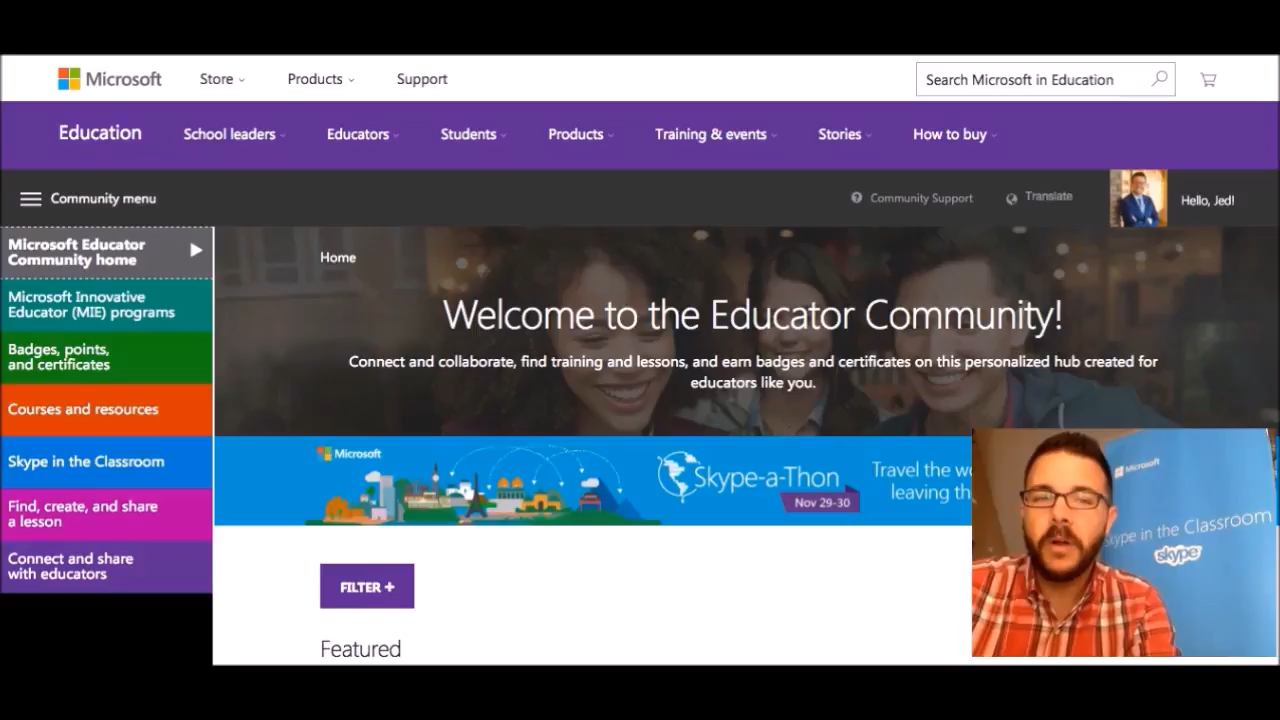 Microsoft
Store
Products
Support
Search Microsoft in Education
Education
School leaders
Educators
Students
Products
Training & events
Stories
How to buy
Community menu
Community Support
Translate
Hello, Jed!
Microsoft Educator
Community home
Microsoft Innovative
Educator (MIE) programs
Badges, points,
and certificates
Courses and resources
Skype in the Classroom
Find, create, and share
a lesson
Connect and share
with educators
Home
Welcome to the Educator Community!
Connect and collaborate, find training and lessons, and earn badges and certificates on this personalized hub created for
educators like you.
Microsoft
Skype-a-Thon
Nov 29-30
Travel the
leaving
FILTER +
Featured
Microsoft
in the Classroom
skype